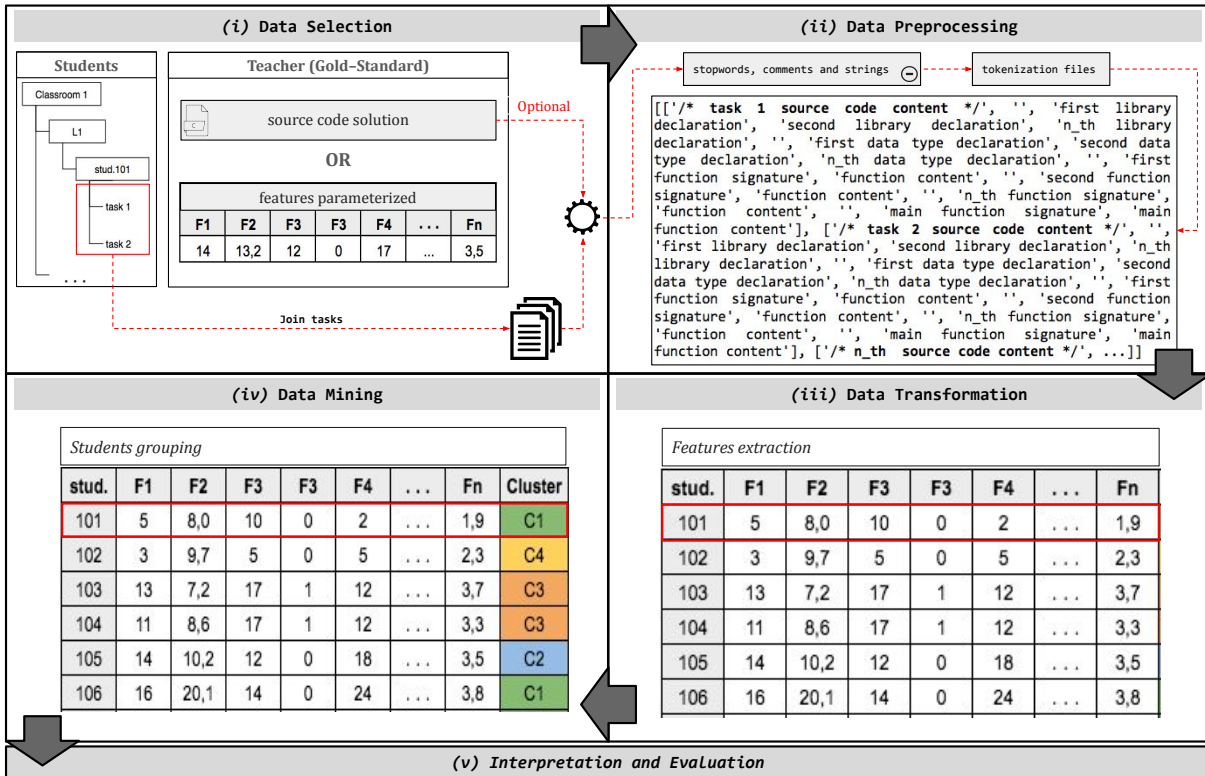 (i) Data Selection
Students
Classroom 1
L1
stud.101
task 1
task 2
. . .
Teacher (Gold–Standard)
source code solution
OR
features parameterized
F1 F2 F3 F3 F4 ... Fn
14 13,2 12 0 17 ... 3,5
Optional
Join tasks
(ii) Data Preprocessing
stopwords, comments and strings
tokenization files
[['/* task 1 source code content */', '', 'first library
declaration', 'second library declaration', 'n_th library
declaration', '', 'first data type declaration', 'second data
type declaration', 'n_th data type declaration', '', 'first
function signature', 'function content', '', 'second function
signature', 'function content', '', 'n_th function signature',
'function content', '', 'main function signature', 'main
function content'], ['/* task 2 source code content */', '',
'first library declaration', 'second library declaration', 'n_th
library declaration', '', 'first data type declaration', 'second
data type declaration', 'n_th data type declaration', '', 'first
function signature', 'function content', '', 'second function
signature', 'function content', '', 'n_th function signature',
'function content', '', 'main function signature', 'main
function content'], ['/* n_th source code content */', ...]]
(iv) Data Mining
Students grouping
stud. F1 F2 F3 F3 F4 ... Fn Cluster
101 5 8,0 10 0 2 ... 1,9 C1
102 3 9,7 5 0 5 ... 2,3 C4
103 13 7,2 17 1 12 ... 3,7 C3
104 11 8,6 17 1 12 ... 3,3 C3
105 14 10,2 12 0 18 ... 3,5 C2
106 16 20,1 14 0 24 ... 3,8 C1
(iii) Data Transformation
Features extraction
stud. F1 F2 F3 F3 F4 ... Fn
101 5 8,0 10 0 2 ... 1,9
102 3 9,7 5 0 5 ... 2,3
103 13 7,2 17 1 12 ... 3,7
104 11 8,6 17 1 12 ... 3,3
105 14 10,2 12 0 18 ... 3,5
106 16 20,1 14 0 24 ... 3,8
(v) Interpretation and Evaluation